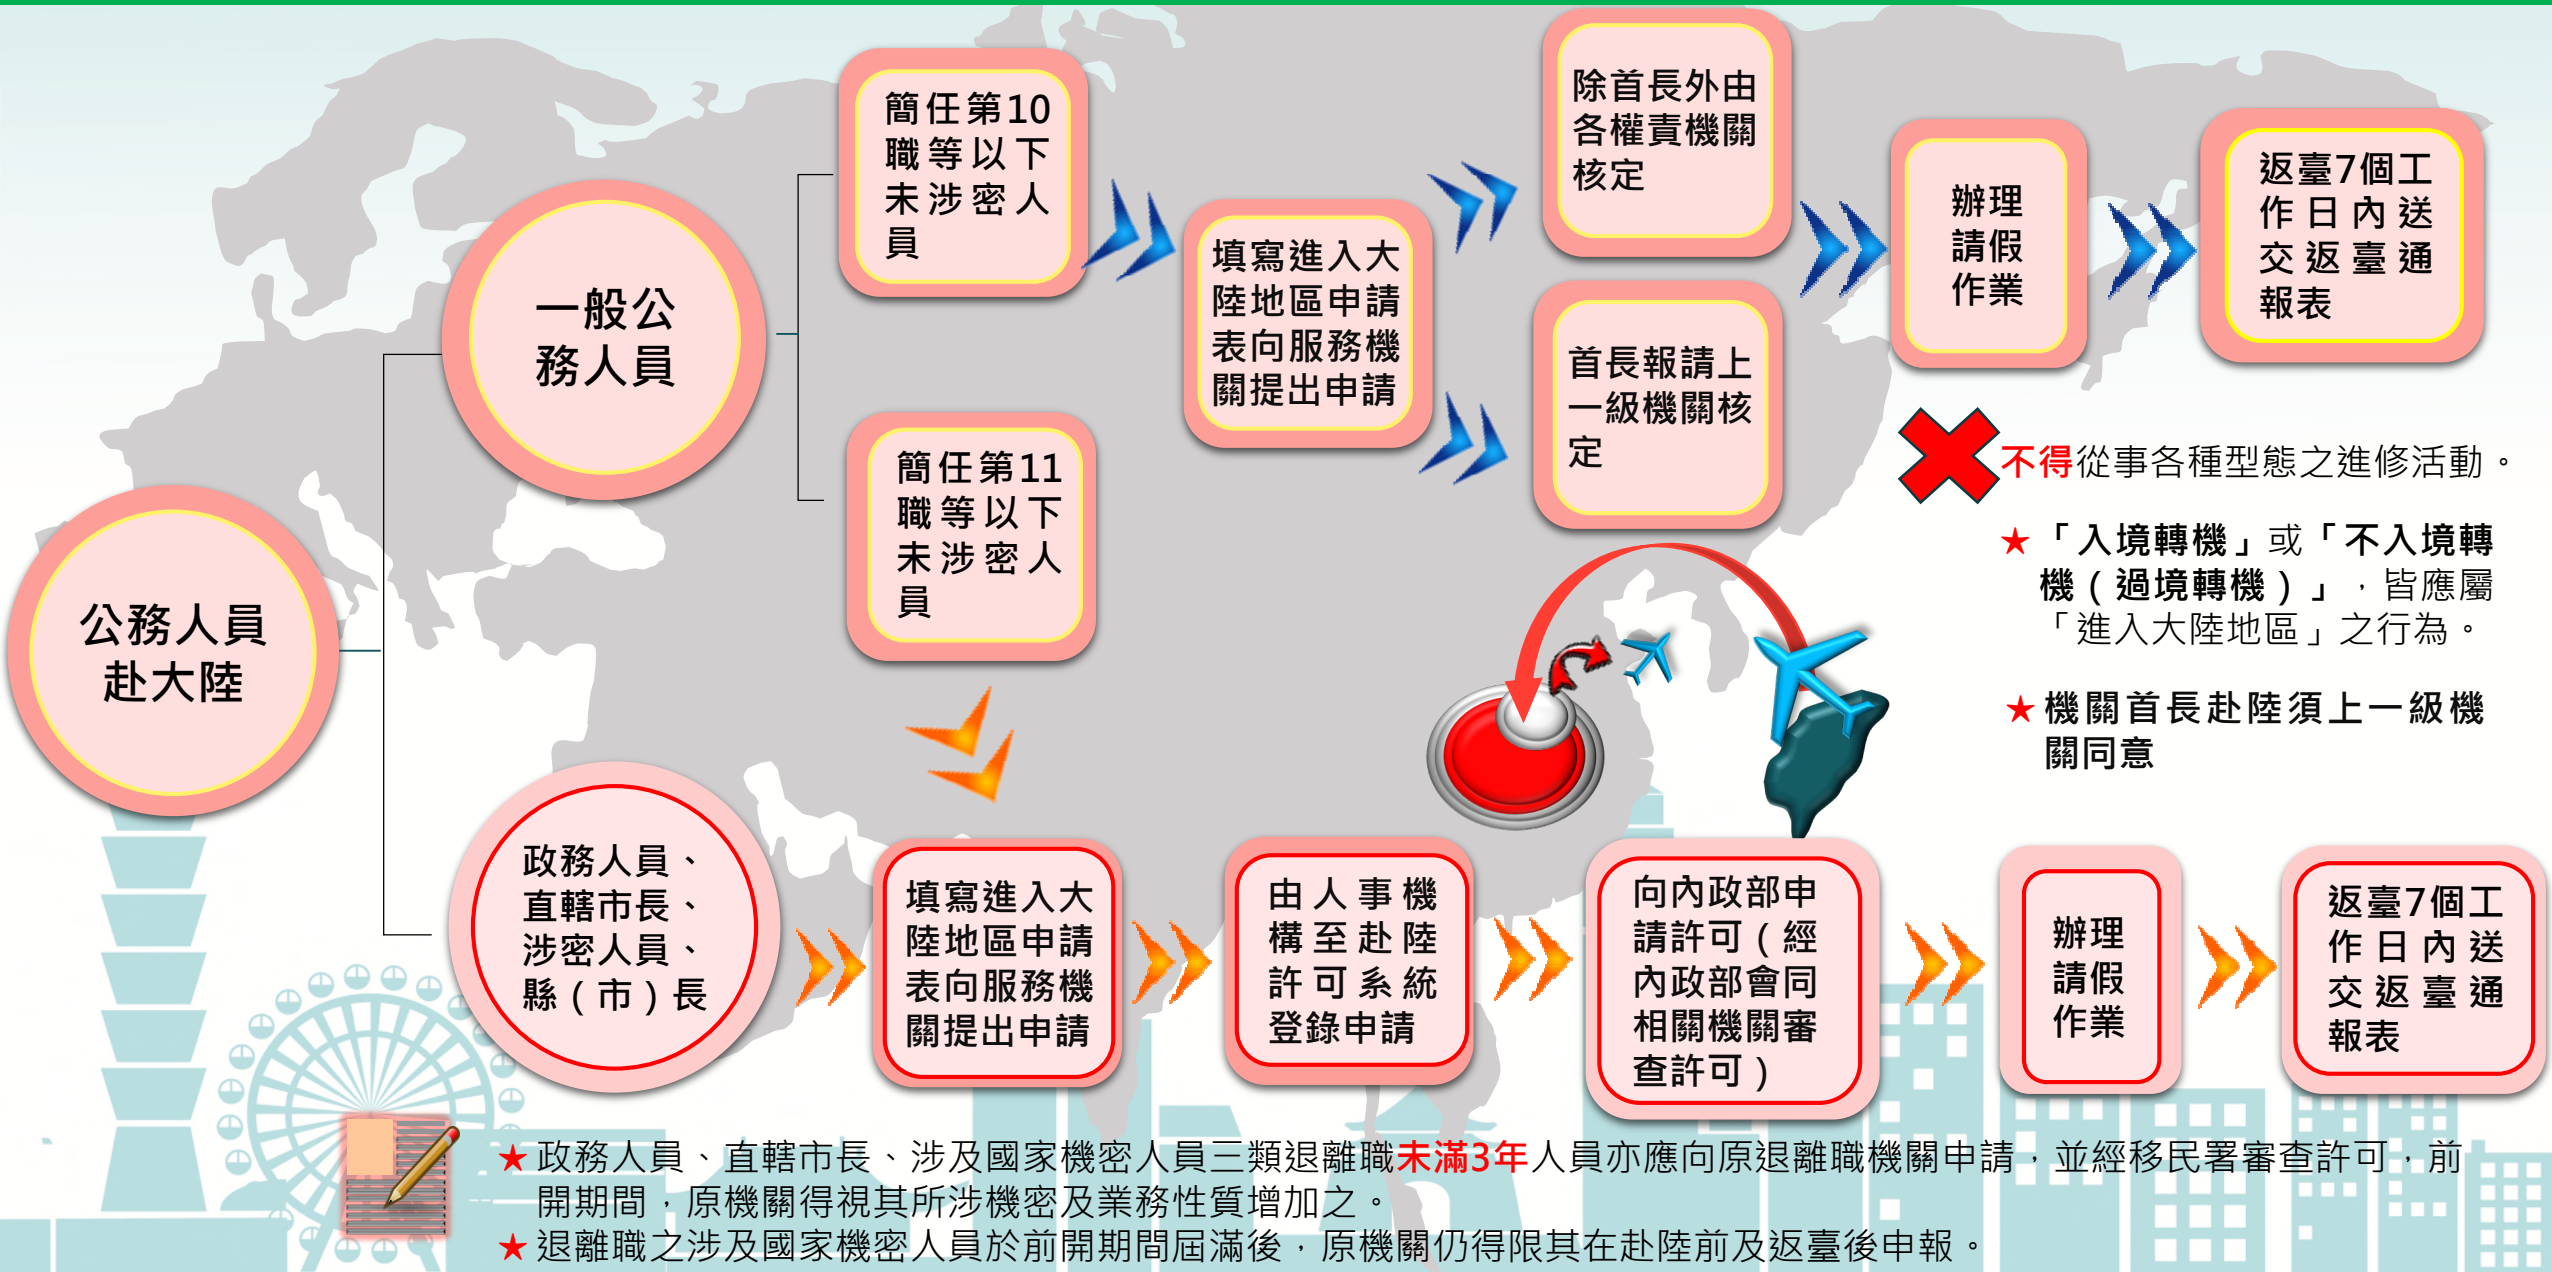 公務人員
赴大陸
一般公
務人員
簡任第10
職等以下
未涉密人
員
填寫進入大
陸地區申請
表向服務機
關提出申請
除首長外由
各權責機關
核定
首長報請上
一級機關核
定
辦理
請假
作業
返臺7個工
作日內送
交返臺通
報表
簡任第11
職等以下
未涉密人
員
不得從事各種型態之進修活動。
★「入境轉機」或「不入境轉
機(過境轉機)」,皆應屬
「進入大陸地區」之行為。
★機關首長赴陸須上一級機
關同意
政務人員、
直轄市長、
涉密人員、
縣(市)長
填寫進入大
陸地區申請
表向服務機
關提出申請
由人事機
構至赴陸
許可系統
登錄申請
向內政部申
請許可(經
內政部會同
相關機關審
查許可)
辦理
請假
作業
返臺7個工
作日內送
交返臺通
報表
★政務人員、直轄市長、涉及國家機密人員三類退離職未滿3年人員亦應向原退離職機關申請,並經移民署審查許可,前
開期間,原機關得視其所涉機密及業務性質增加之。
★退離職之涉及國家機密人員於前開期間屆滿後,原機關仍得限其在赴陸前及返臺後申報。